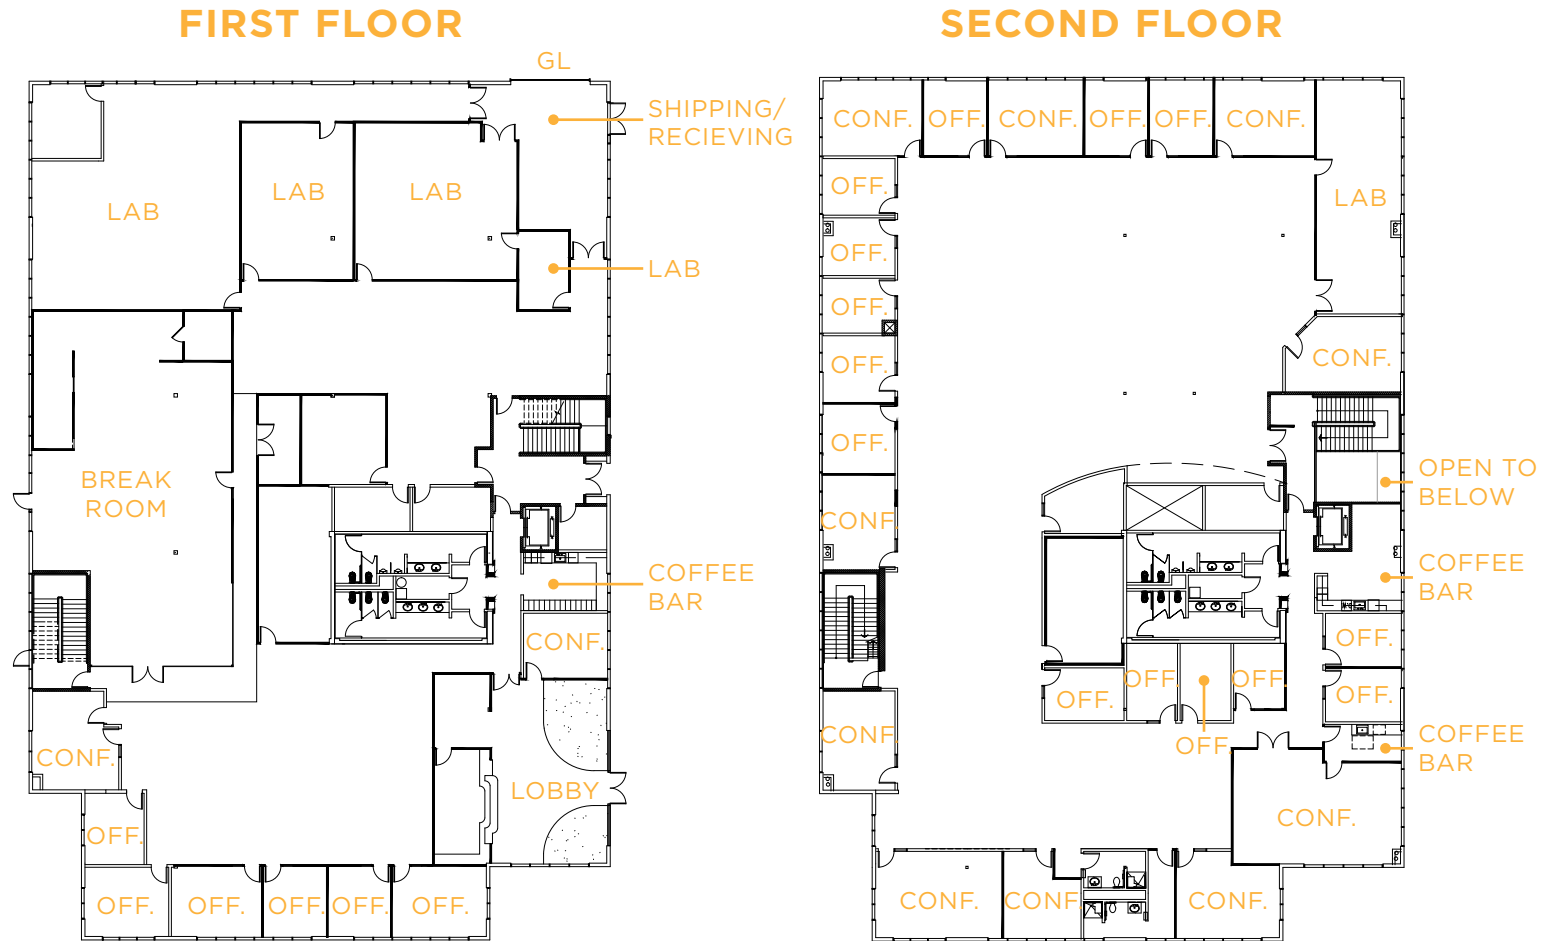 FIRST FLOOR
GL
SHIPPING/
RECIEVING
LAB
LAB
LAB
LAB
BREAK
ROOM
COFFEE
BAR
CONF.
CONF.
LOBBY
OFF.
OFF.
OFF.
OFF.
OFF.
OFF.
SECOND FLOOR
CONF.
OFF.
CONF.
OFF.
OFF.
CONF.
OFF.
LAB
OFF.
OFF.
CONF.
OFF.
OFF.
OPEN TO
BELOW
CONF.
COFFEE
BAR
OFF.
OFF.
OFF.
OFF.
OFF.
CONF.
OFF.
COFFEE
BAR
CONF.
CONF.
CONF.
CONF.